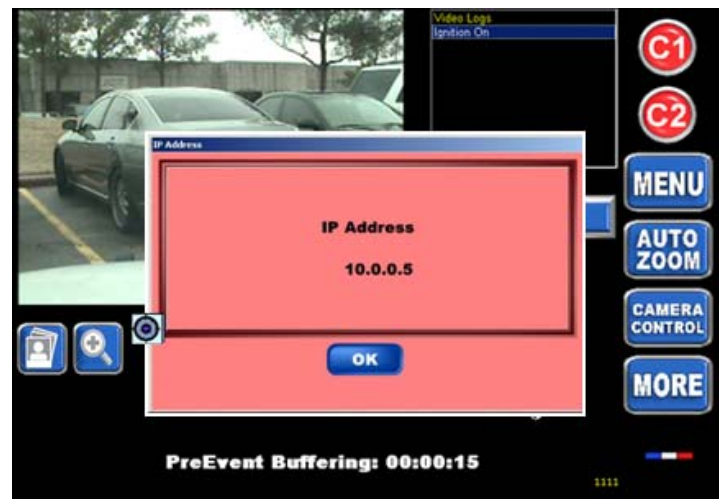 Video Logs
Ignition On
C1
C2
IP Address
MENU
IP Address
10.0.0.5
AUTO
ZOOM
CAMERA
CONTROL
OK
MORE
PreEvent Buffering: 00:00:15
1111